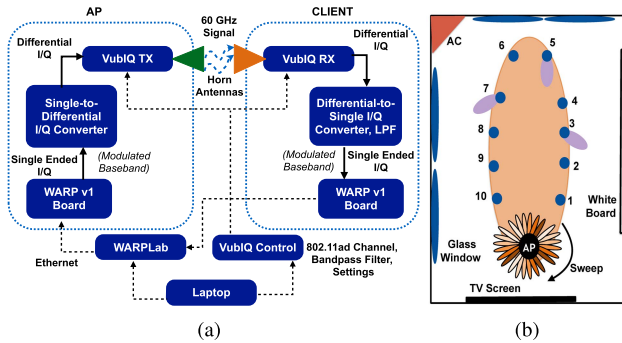 AP
60 GHz
Signal
CLIENT
Differential
I/Q
VubIQ TX
VubIQ RX
Differential
I/Q
Horn
Antennas
Single-to-
Differential
I/Q Converter
Differential-to-
Single I/Q
Converter, LPF
Single Ended
I/Q
(Modulated
Baseband)
(Modulated
Baseband)
Single Ended
I/Q
WARP v1
Board
WARP v1
Board
WARPLab
VubIQ Control
802.11ad Channel,
Bandpass Filter,
Settings
Ethernet
Laptop
(a)
AC
6
5
7
4
8
3
9
2
10
1
White
Board
Glass
Window
AP
Sweep
TV Screen
(b)